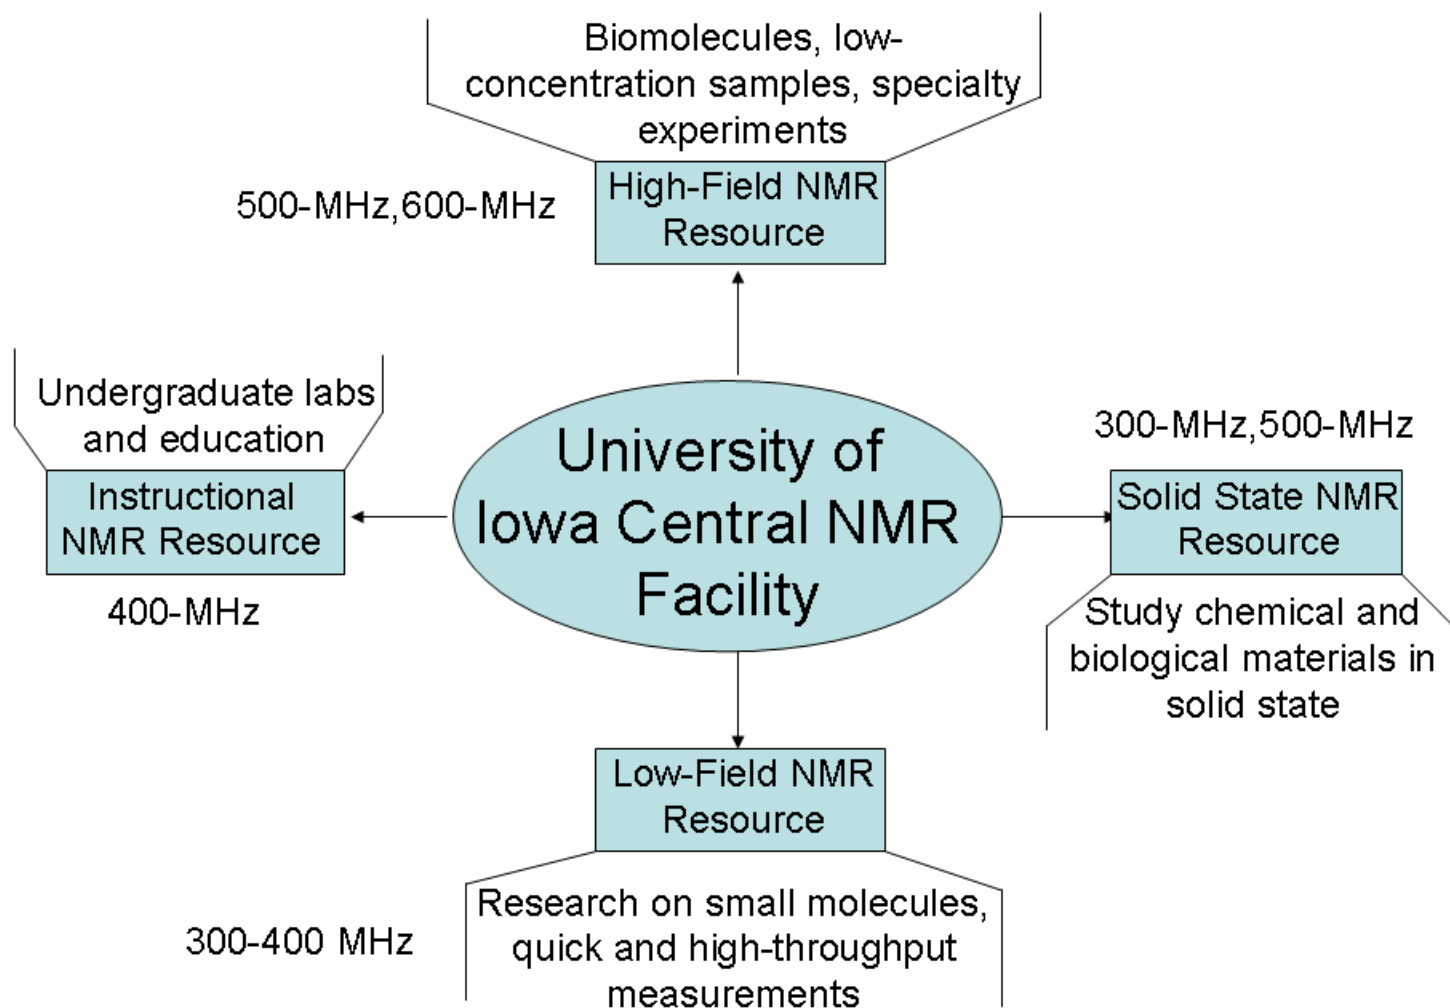 Biomolecules, low-
concentration samples, specialty
experiments
500-MHz,600-MHz
High-Field NMR
Resource
Undergraduate labs
and education
Instructional
NMR Resource
400-MHz
University of
Iowa Central NMR
Facility
300-MHz,500-MHz
Solid State NMR
Resource
Study chemical and
biological materials in
solid state
Low-Field NMR
Resource
300-400 MHz
Research on small molecules,
quick and high-throughput
measurements